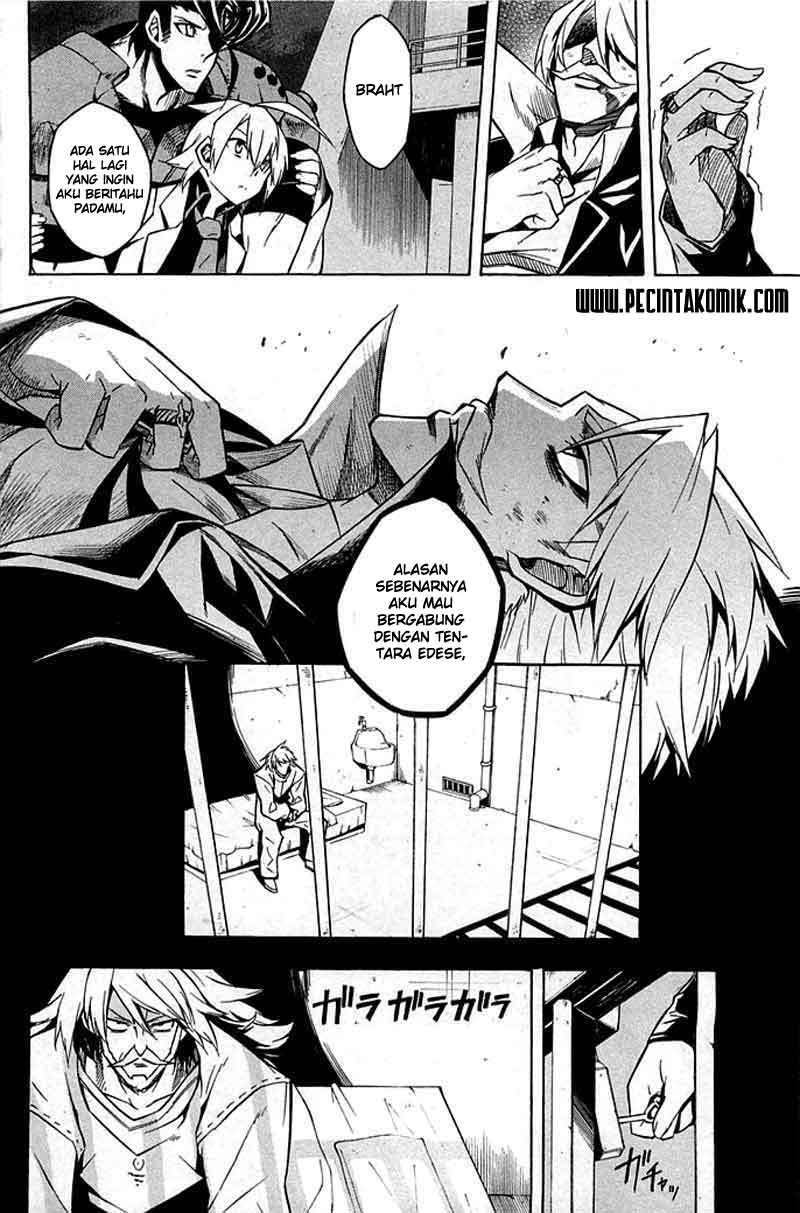 ADA SATU
HAL LAGI
YANG INGIN
AKU BERITAHU
PADAMU,
BRAHT
WWW.PECINTAKOMIK.COM
ALASAN
SEBENARNYA
AKU MAU
BERGABUNG
DENGAN TEN-
TARA EDESE,
ガラガラガラ
ガチャッ